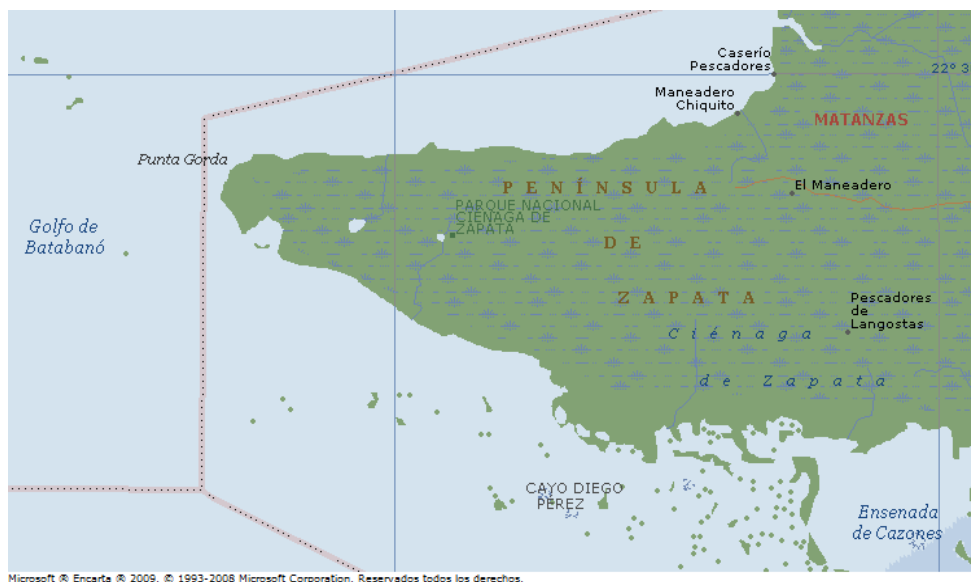 Caserío
Pescadores
22° 3
Maneadero
Chiquito
MATANZAS
Punta Gorda
PENÍNSULA
El Maneadero
PARQUE NACIONAL
CIÉNAGA DE
ZAPATA
Golfo de
Batabanó
DE
ZAPATA
Pescadores
de
Langostas
Ciénaga
de Zapata
CAYO DIEGO
PEREZ
Ensenada
de Cazones
Microsoft ® Encarta ® 2009. © 1993-2008 Microsoft Corporation. Reservados todos los derechos.